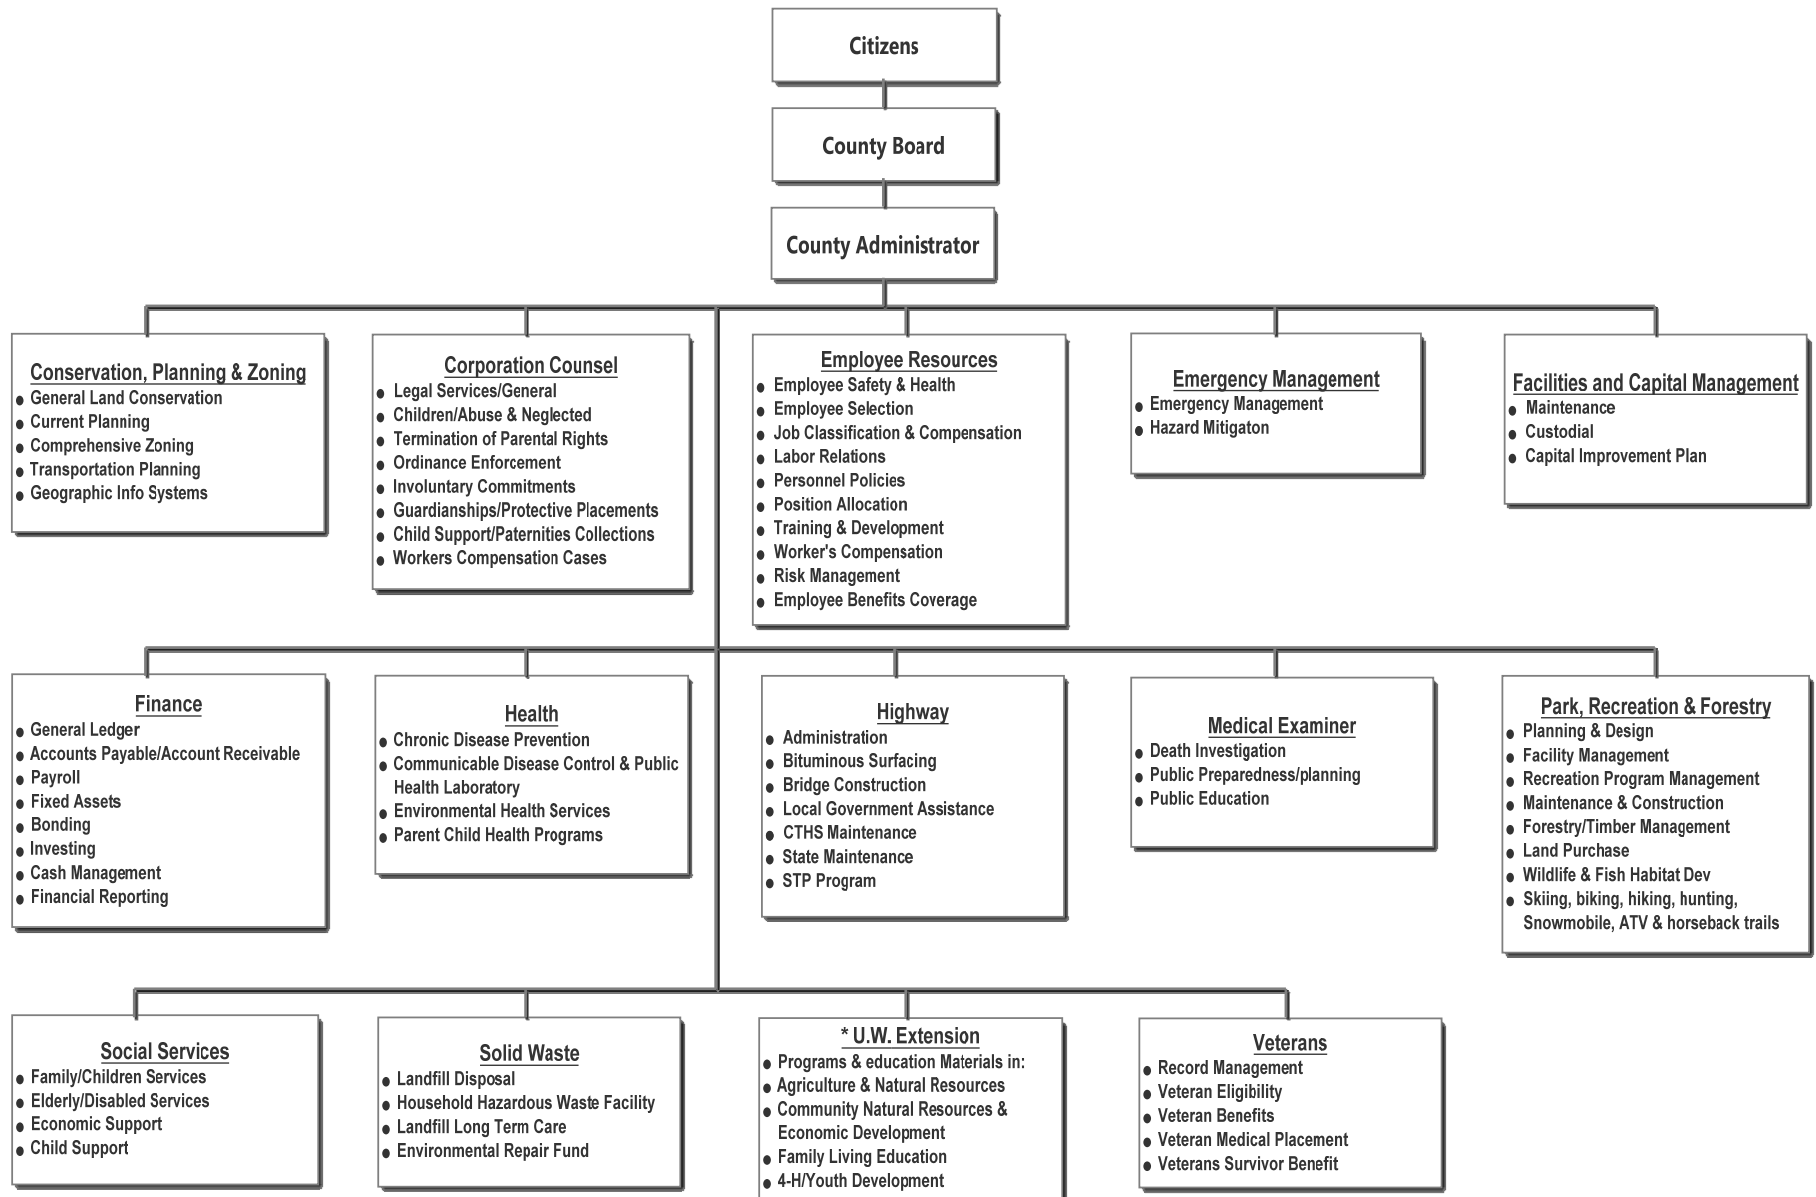 Citizens
County Board
County Administrator
Conservation, Planning & Zoning
● General Land Conservation
● Current Planning
● Comprehensive Zoning
● Transportation Planning
● Geographic Info Systems
Corporation Counsel
● Legal Services/General
● Children/Abuse & Neglected
● Termination of Parental Rights
● Ordinance Enforcement
● Involuntary Commitments
● Guardianships/Protective Placements
● Child Support/Paternities Collections
● Workers Compensation Cases
Employee Resources
● Employee Safety & Health
● Employee Selection
● Job Classification & Compensation
● Labor Relations
● Personnel Policies
● Position Allocation
● Training & Development
● Worker's Compensation
● Risk Management
● Employee Benefits Coverage
Emergency Management
● Emergency Management
● Hazard Mitigaton
Facilities and Capital Management
● Maintenance
● Custodial
● Capital Improvement Plan
Finance
● General Ledger
● Accounts Payable/Account Receivable
● Payroll
● Fixed Assets
● Bonding
● Investing
● Cash Management
● Financial Reporting
Health
● Chronic Disease Prevention
● Communicable Disease Control & Public
Health Laboratory
● Environmental Health Services
● Parent Child Health Programs
Highway
● Administration
● Bituminous Surfacing
● Bridge Construction
● Local Government Assistance
● CTHS Maintenance
● State Maintenance
● STP Program
Medical Examiner
● Death Investigation
● Public Preparedness/planning
● Public Education
Park, Recreation & Forestry
● Planning & Design
● Facility Management
● Recreation Program Management
● Maintenance & Construction
● Forestry/Timber Management
● Land Purchase
● Wildlife & Fish Habitat Dev
● Skiing, biking, hiking, hunting,
Snowmobile, ATV & horseback trails
Social Services
● Family/Children Services
● Elderly/Disabled Services
● Economic Support
● Child Support
Solid Waste
● Landfill Disposal
● Household Hazardous Waste Facility
● Landfill Long Term Care
● Environmental Repair Fund
* U.W. Extension
● Programs & education Materials in:
● Agriculture & Natural Resources
● Community Natural Resources &
Economic Development
● Family Living Education
● 4-H/Youth Development
Veterans
● Record Management
● Veteran Eligibility
● Veteran Benefits
● Veteran Medical Placement
● Veterans Survivor Benefit